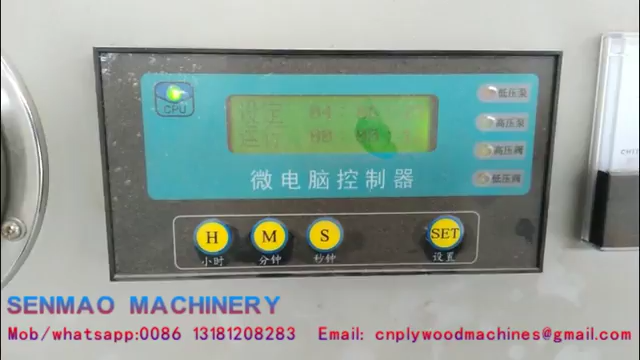 CPU
设定 04
运行 00
低压泵
高压泵
高压阀
低压阀
微电脑控制器
H M S SET
小时 分钟 秒钟 设置
SENMAO MACHINERY
Mob/whatsapp:0086 13181208283 Email: cnplywoodmachines@gmail.com